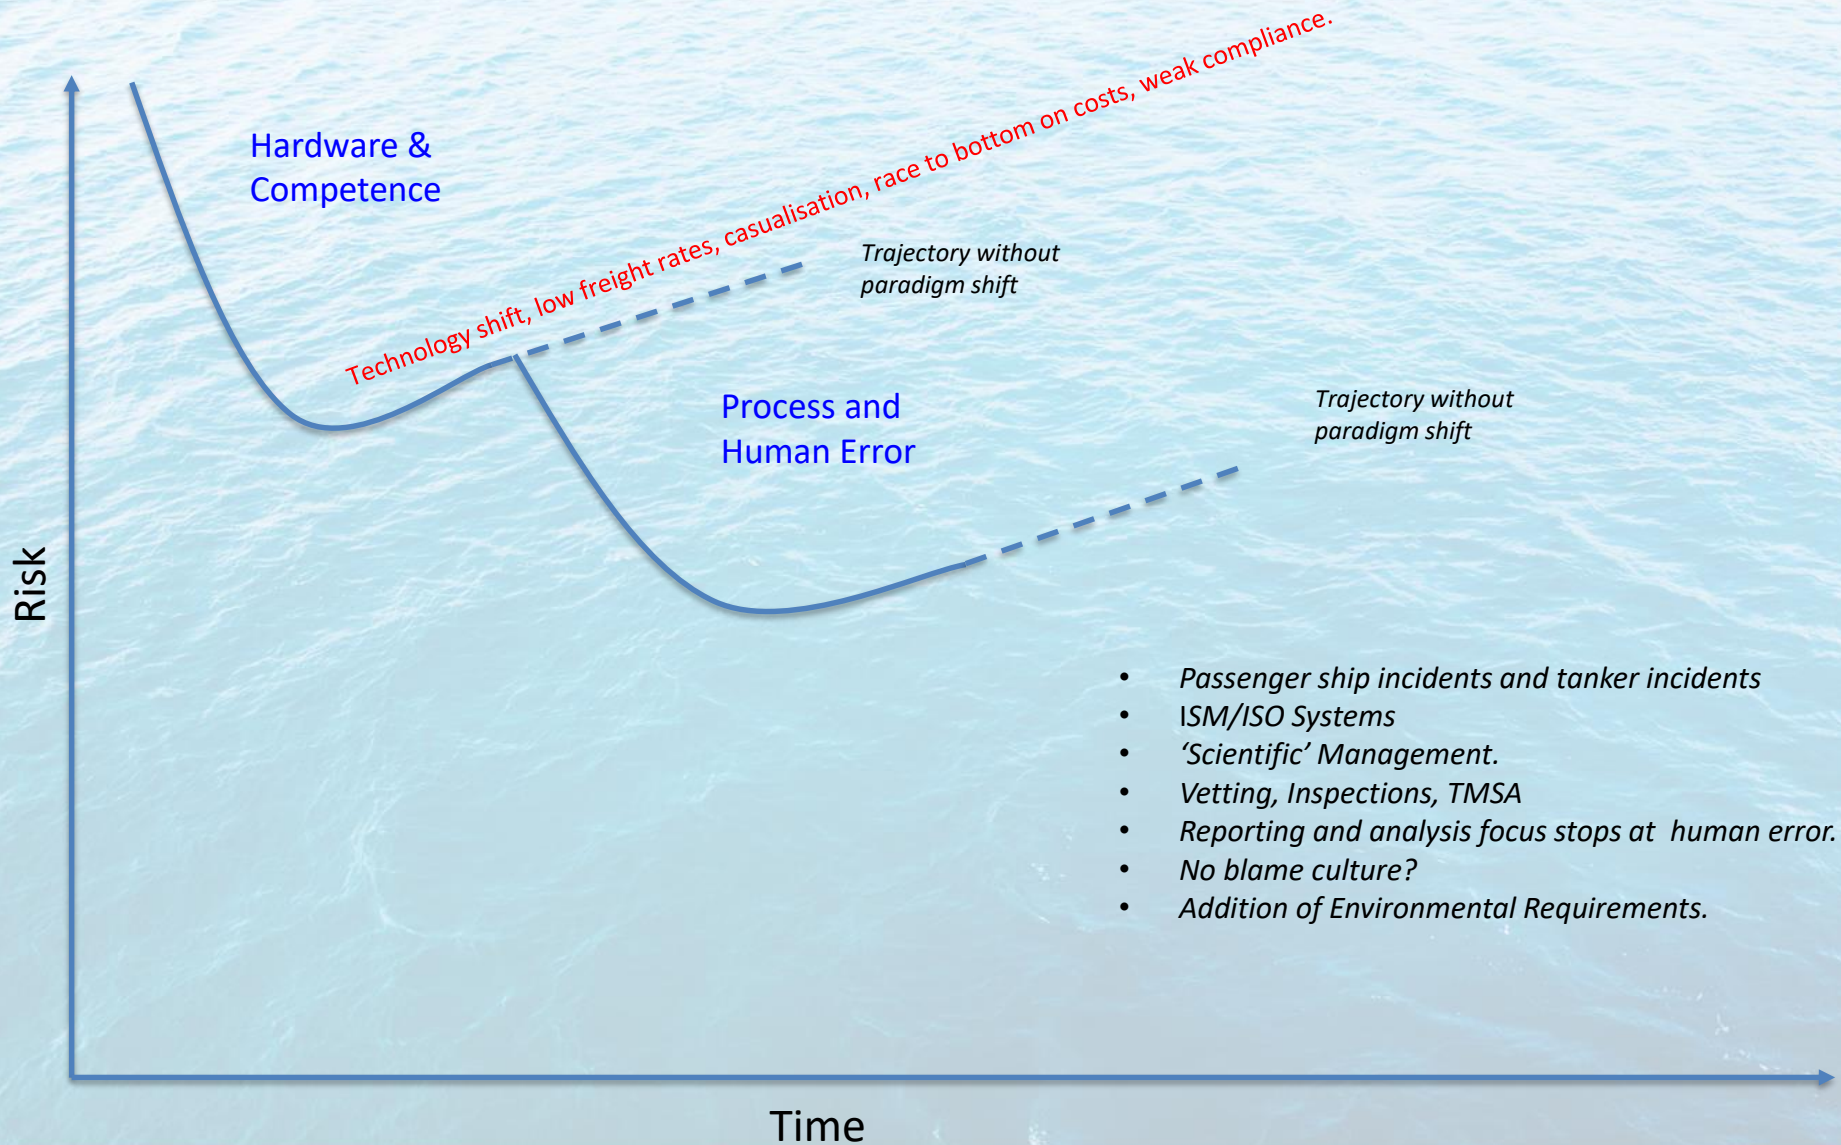 Technology shift, low freight rates, casualisation, race to bottom on costs, weak compliance.
Hardware &
Competence
Trajectory without
paradigm shift
Process and
Human Error
Trajectory without
paradigm shift
Risk
• Passenger ship incidents and tanker incidents
• ISM/ISO Systems
• ‘Scientific’ Management.
• Vetting, Inspections, TMSA
• Reporting and analysis focus stops at  human error.
• No blame culture?
• Addition of Environmental Requirements.
Time